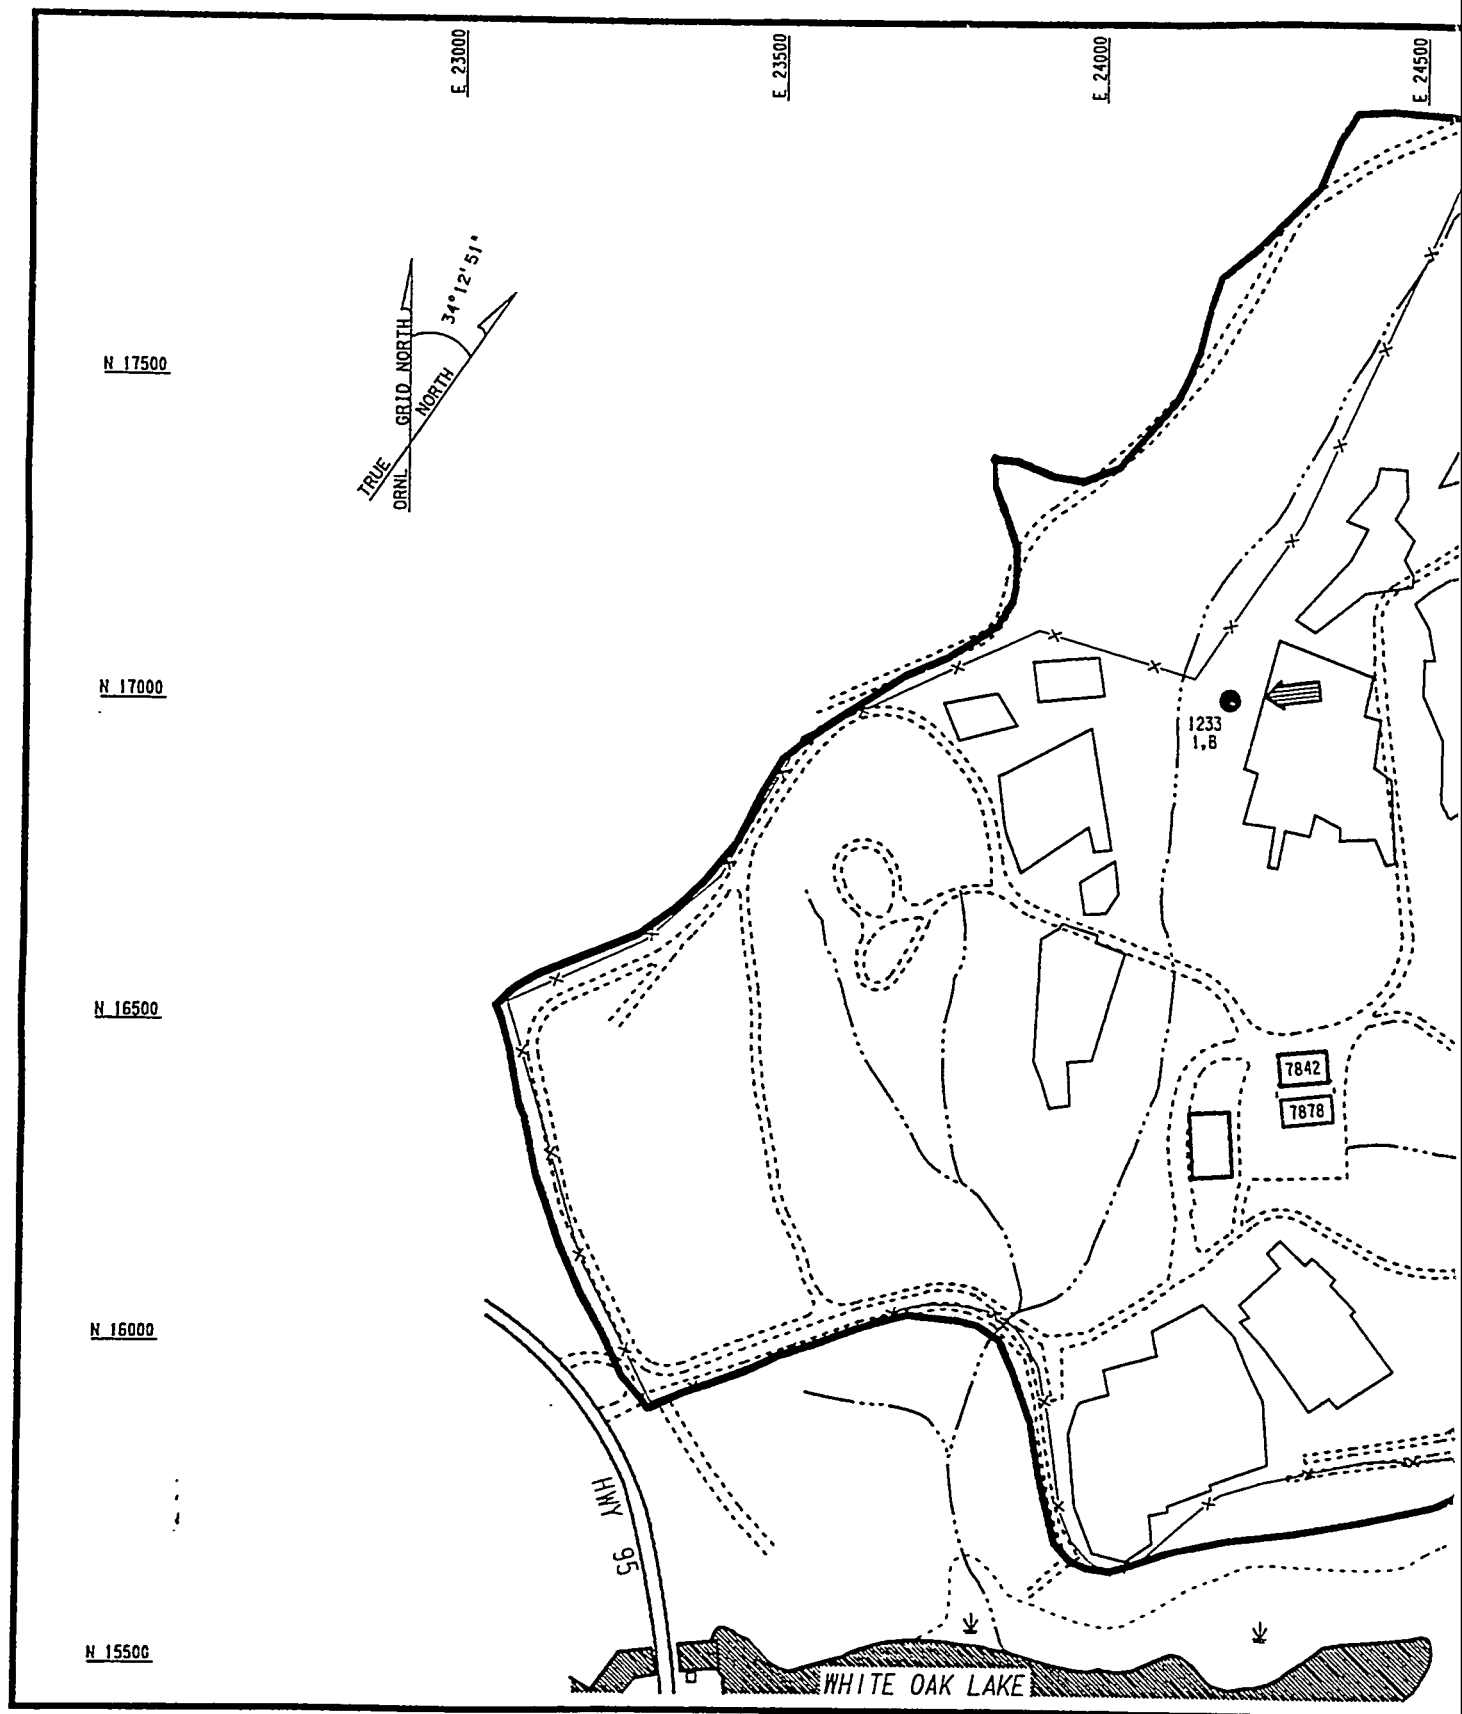 E 23000
E 23500
E 24000
E 24500
34°12'51"
N 17500
ORNL GRID NORTH
TRUE NORTH
N 17000
1233
1,B
N 16500
7842
7878
N 16000
HWY 95
N 15500
WHITE OAK LAKE